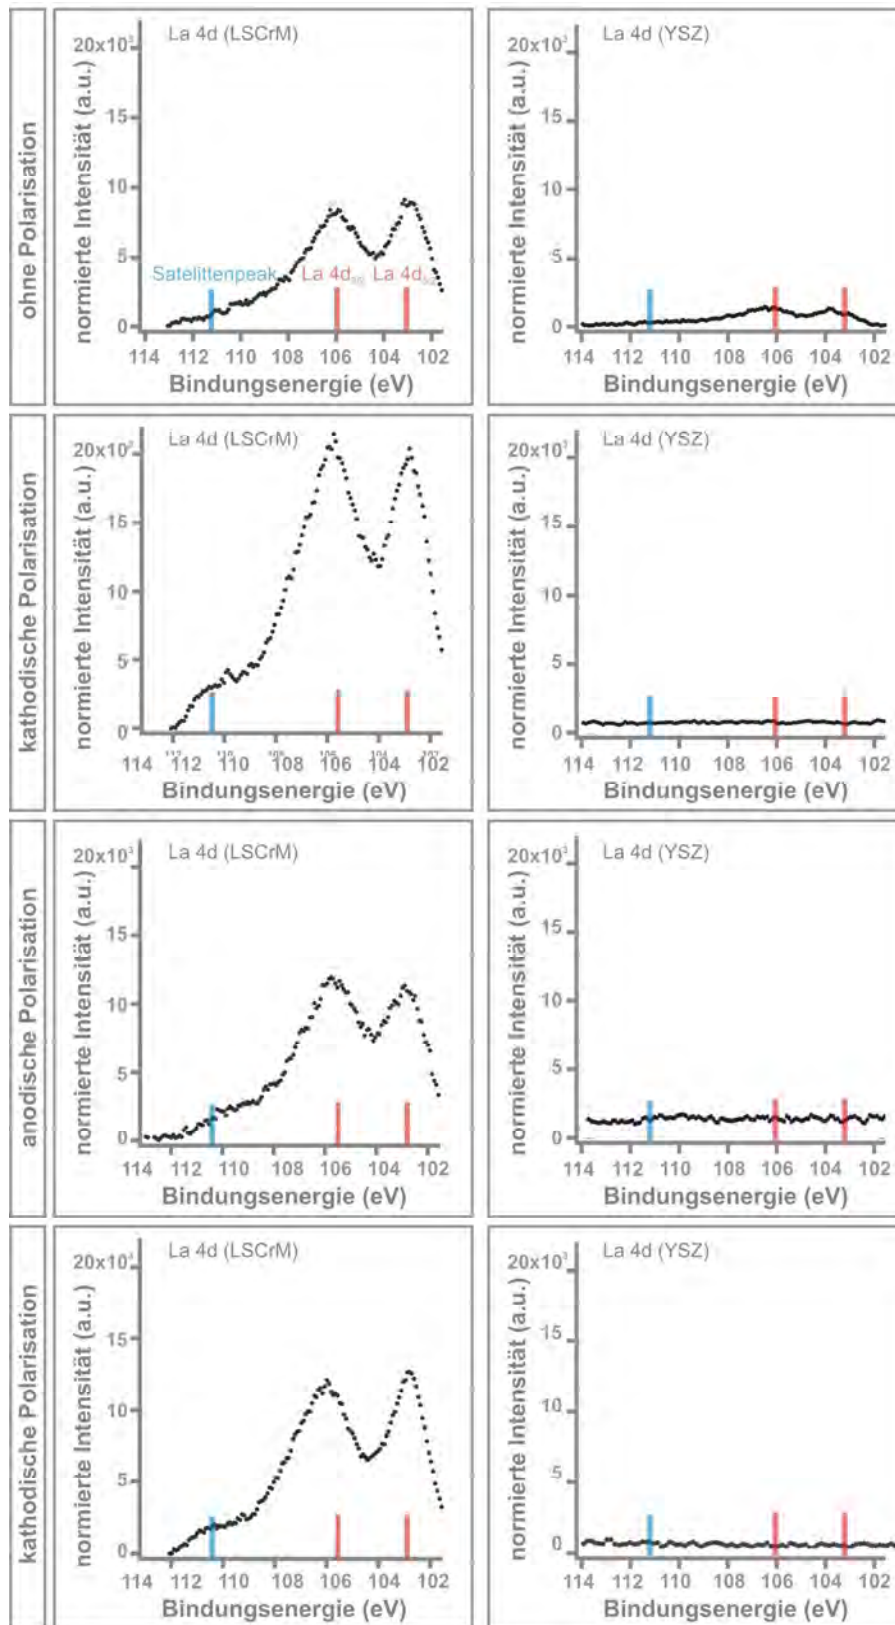 ohne Polarisation
normierte Intensität (a.u.)
La 4d (LSCrM)
20x10³
15
10
5
0
Satelittenpeak
La 4d
La 4d
114 112 110 108 106 104 102
Bindungsenergie (eV)
normierte Intensität (a.u.)
La 4d (YSZ)
20x10³
15
10
5
0
114 112 110 108 106 104 102
Bindungsenergie (eV)
kathodische Polarisation
normierte Intensität (a.u.)
La 4d (LSCrM)
20x10
15
10
5
0
114 112 110 108 106 104 102
Bindungsenergie (eV)
normierte Intensität (a.u.)
La 4d (YSZ)
20x10
15
10
5
0
114 112 110 108 106 104 102
Bindungsenergie (eV)
anodische Polarisation
normierte Intensität (a.u.)
La 4d (LSCrM)
20x10³
15
10
5
0
114 112 110 108 106 104 102
Bindungsenergie (eV)
normierte Intensität (a.u.)
La 4d (YSZ)
20x10³
15
10
5
0
114 112 110 108 106 104 102
Bindungsenergie (eV)
kathodische Polarisation
normierte Intensität (a.u.)
La 4d (LSCrM)
20x10³
15
10
5
0
114 112 110 108 106 104 102
Bindungsenergie (eV)
normierte Intensität (a.u.)
La 4d (YSZ)
20x10³
15
10
5
0
114 112 110 108 106 104 102
Bindungsenergie (eV)